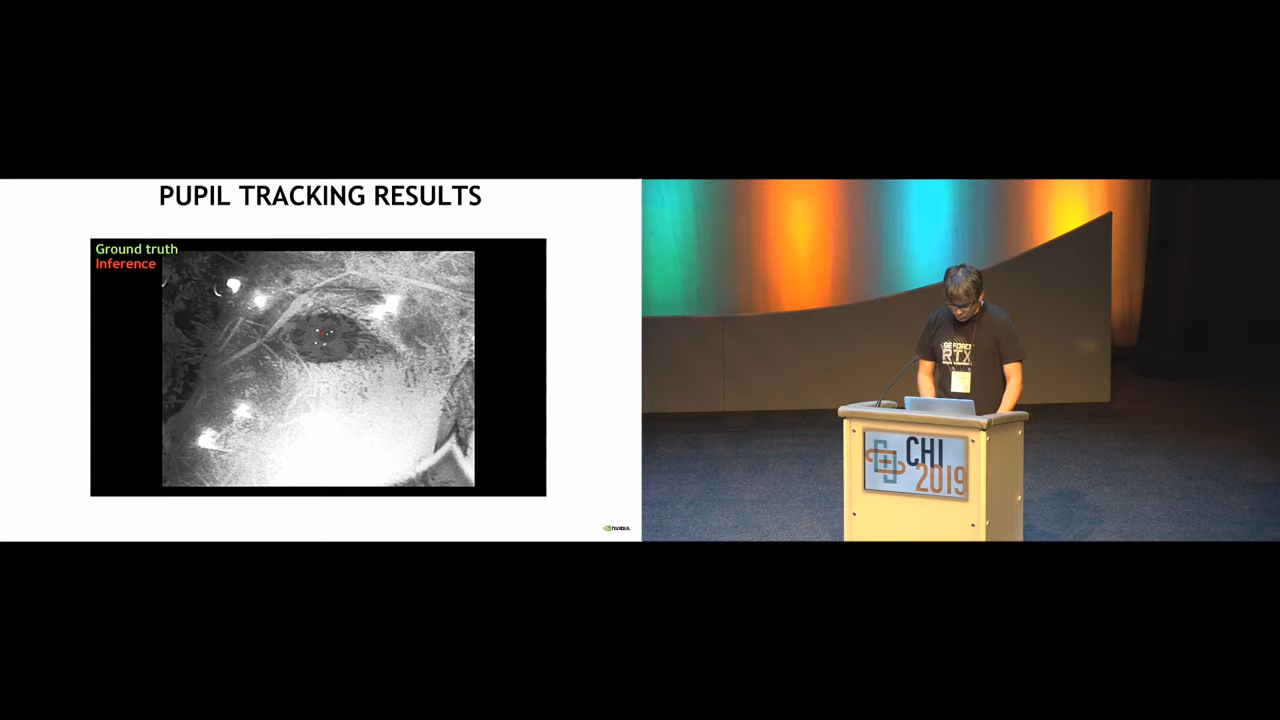 PUPIL TRACKING RESULTS
Ground truth
Inference
NVIDIA
GEFORCE
RTX
CHI
2019